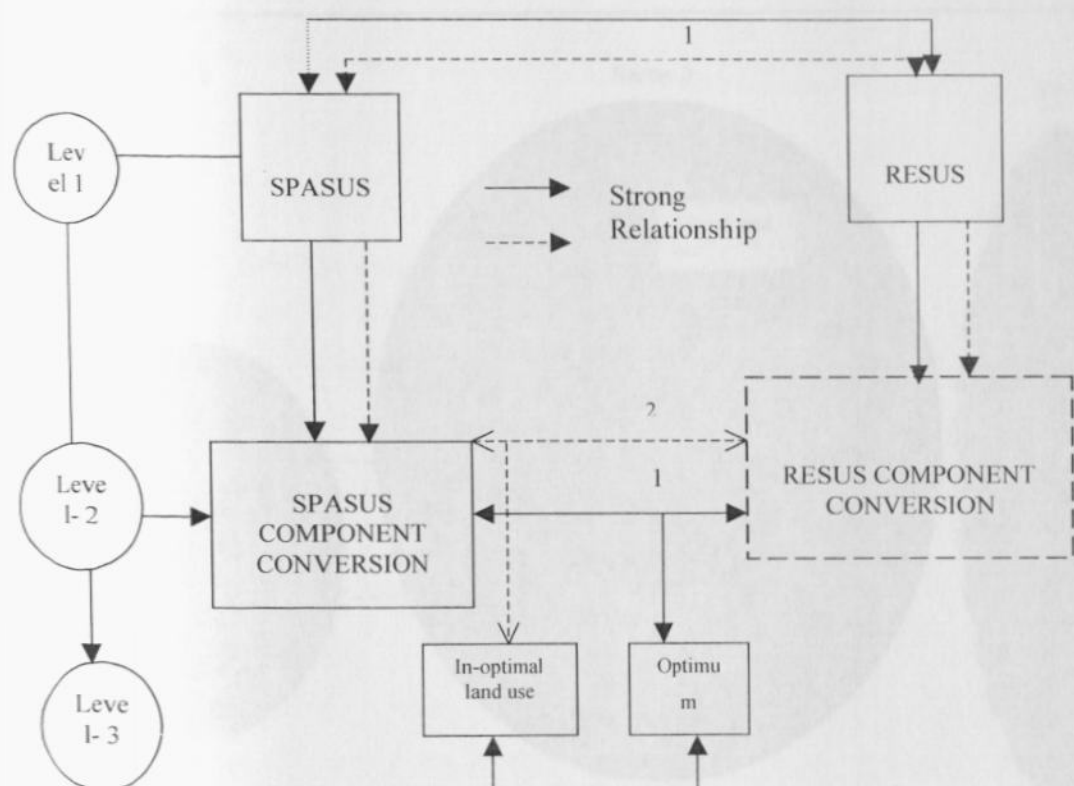 1
Lev
el 1
SPASUS
Strong
Relationship
RESUS
2
1
Leve
l- 2
SPASUS
COMPONENT
CONVERSION
RESUS COMPONENT
CONVERSION
In-optimal
land use
Optimu
m
Leve
l- 3